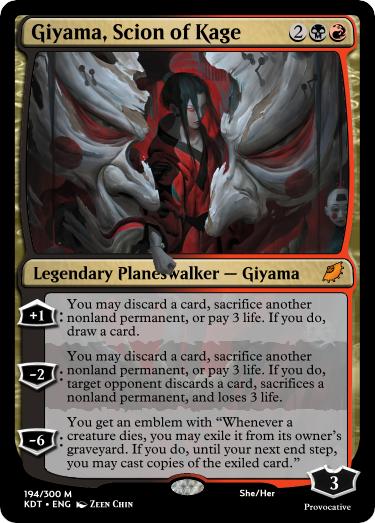 Giyama, Scion of Kage 2
Legendary Planeswalker — Giyama
+1: You may discard a card, sacrifice another
nonland permanent, or pay 3 life. If you do,
draw a card.
-2: You may discard a card, sacrifice another
nonland permanent, or pay 3 life. If you do,
target opponent discards a card, sacrifices a
nonland permanent, and loses 3 life.
-6: You get an emblem with “Whenever a
creature dies, you may exile it from its owner’s
graveyard. If you do, until your next end step,
you may cast copies of the exiled card.”
3
194/300 M She/Her
KDT • ENG Zeen Chin Provocative